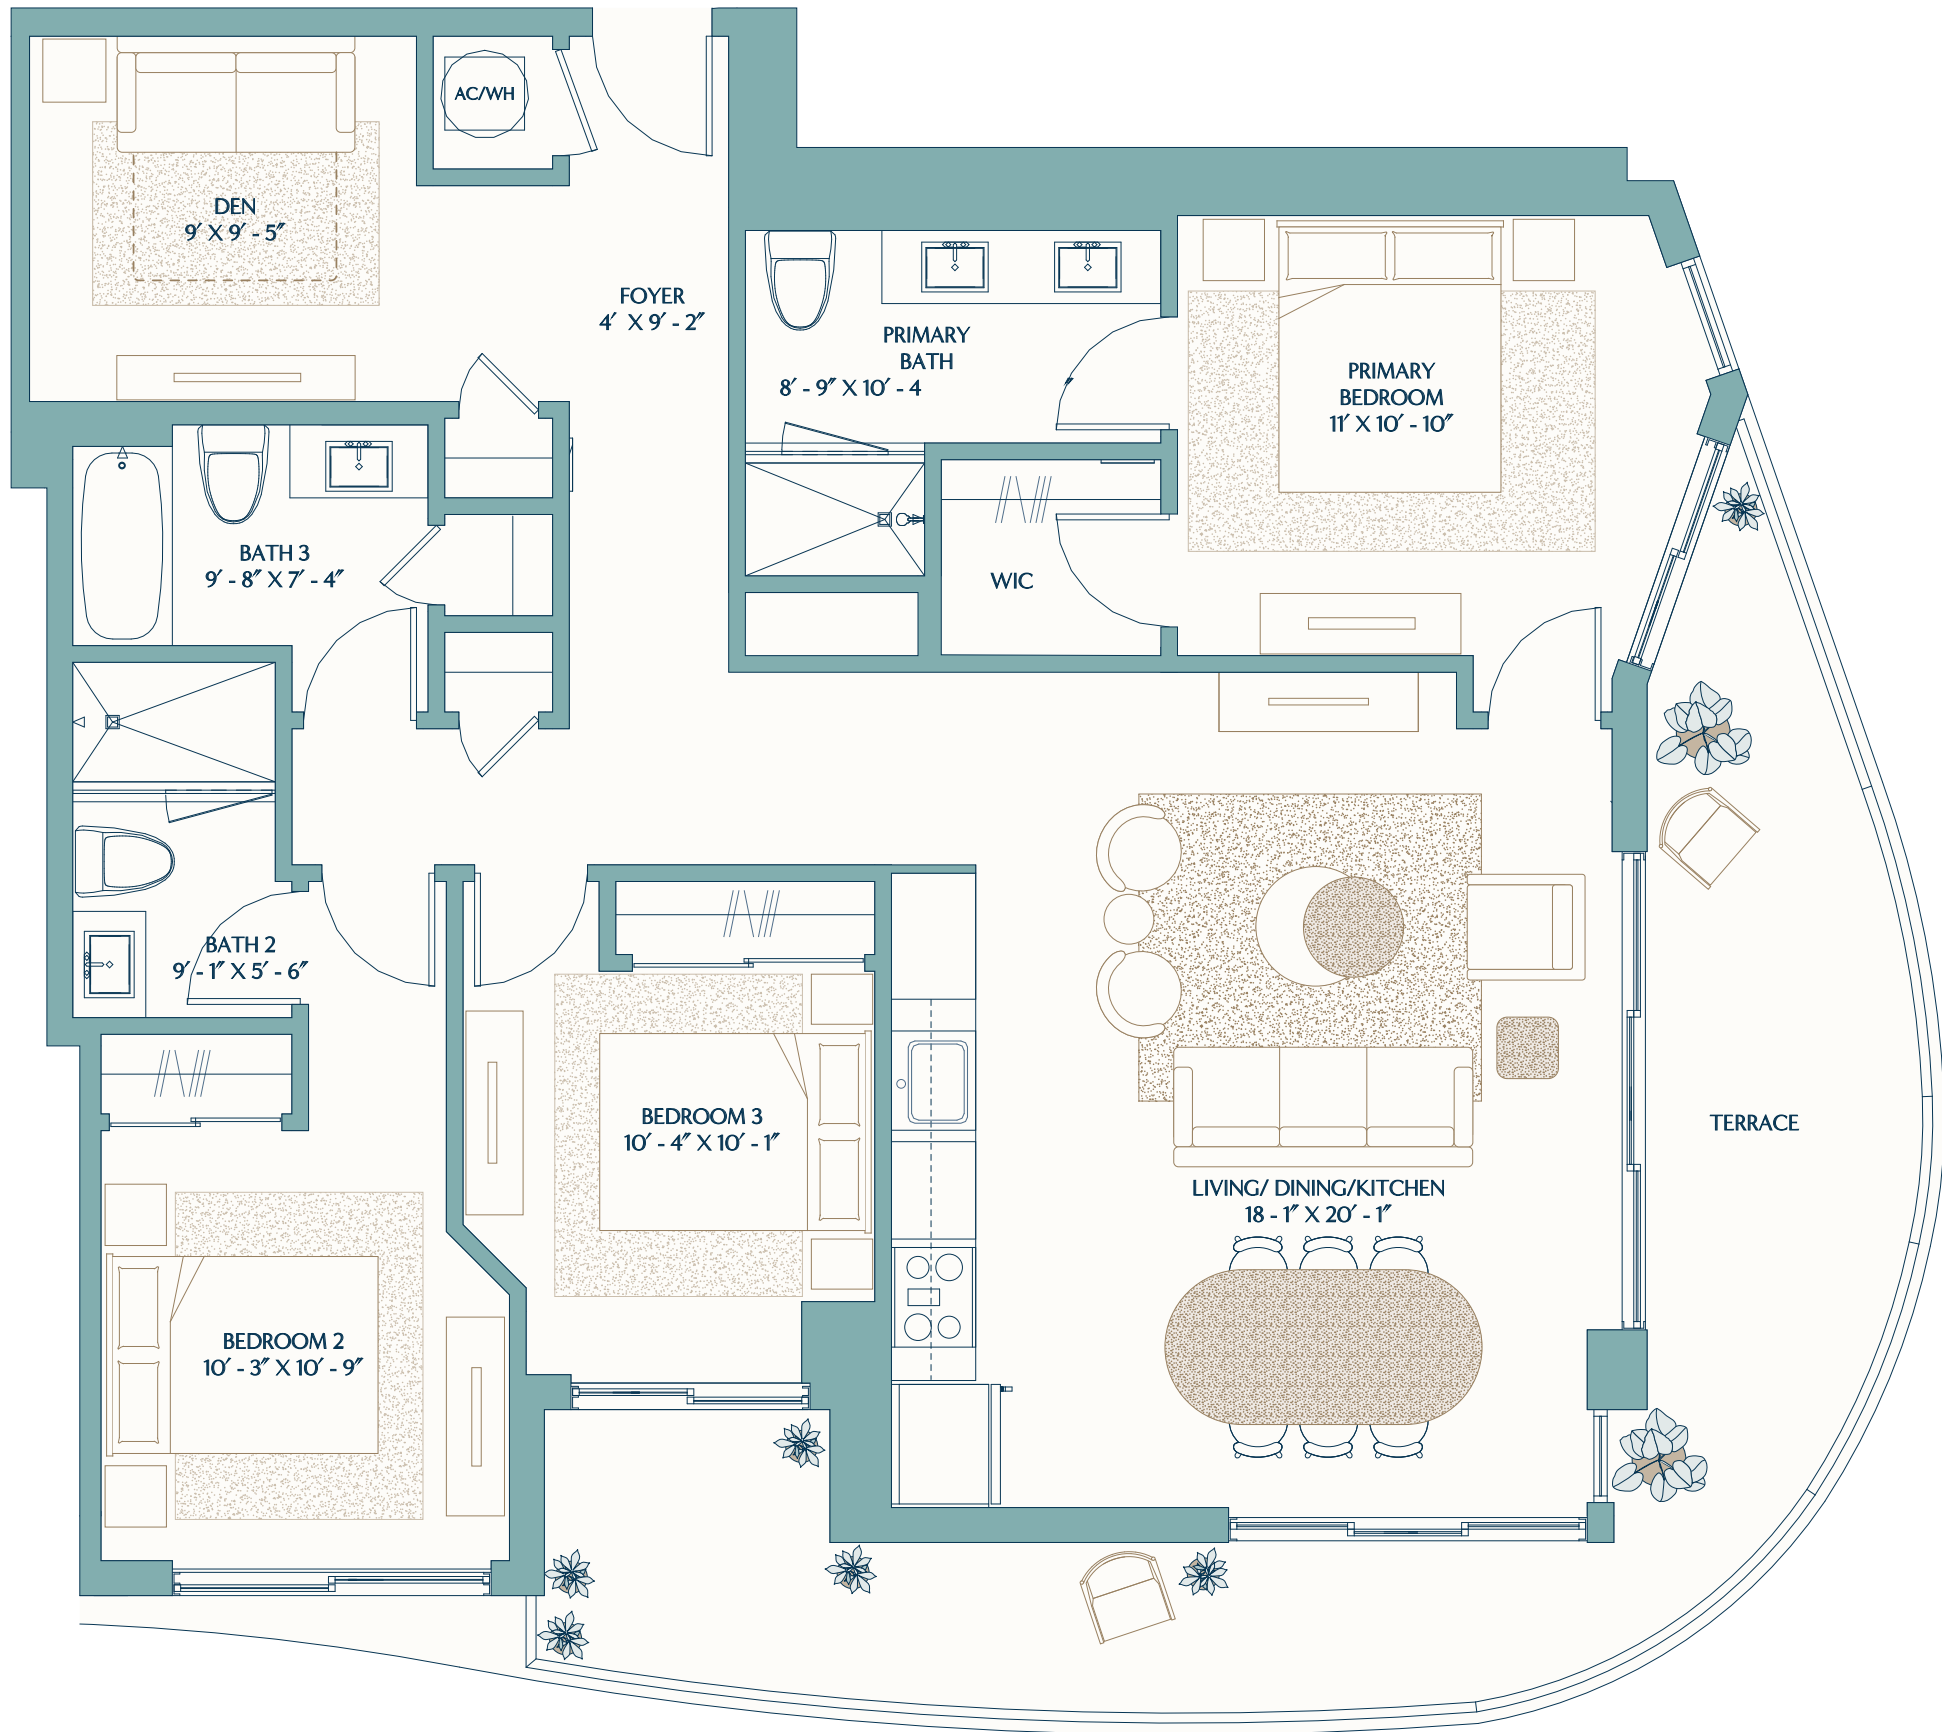 AC/WH
DEN
9′ X 9′ - 5″
FOYER
4′ X 9′ - 2″
PRIMARY
BATH
8′ - 9″ X 10′ - 4
PRIMARY
BEDROOM
11′ X 10′ - 10″
BATH 3
9′ - 8″ X 7′ - 4″
WIC
BATH 2
9′ - 1″ X 5′ - 6″
BEDROOM 3
10′ - 4″ X 10′ - 1″
TERRACE
LIVING/ DINING/KITCHEN
18 - 1″ X 20′ - 1″
BEDROOM 2
10′ - 3″ X 10′ - 9″